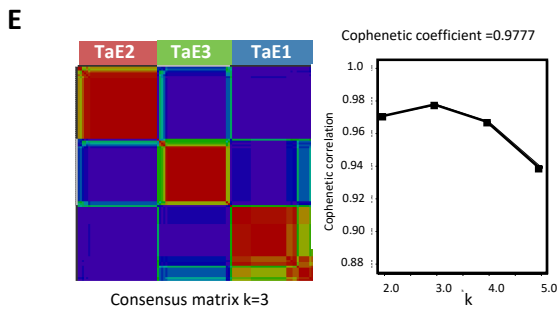 E
TaE2 TaE3 TaE1
Consensus matrix k=3
Cophenetic coefficient =0.9777
Cophenetic correlation
1.0
0.98
0.96
0.94
0.92
0.90
0.88
2.0 3.0 4.0 5.0
k